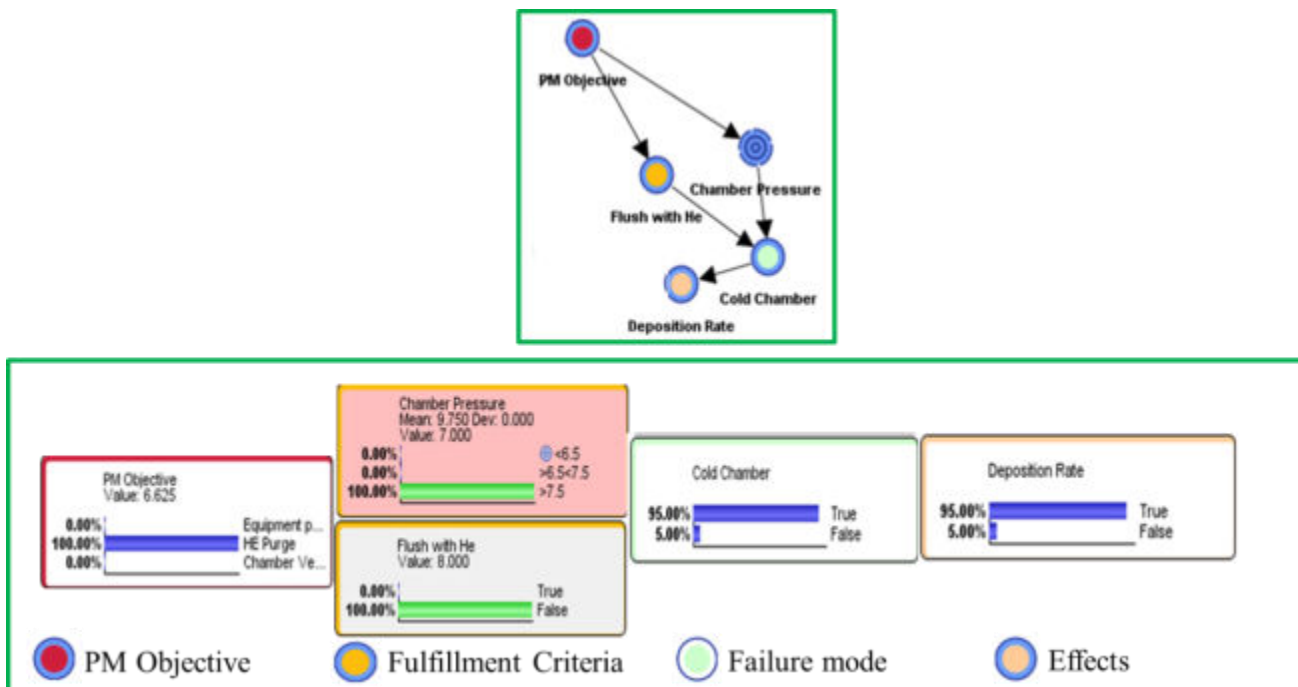 PM Objective
Chamber Pressure
Flush with He
Cold Chamber
Deposition Rate
PM Objective
Value: 6.625
0.00% Equipment p...
100.00% HE Purge
0.00% Chamber Ve...
Chamber Pressure
Mean: 9.750 Dev: 0.000
Value: 7.000
0.00% <6.5
0.00% >6.5<7.5
100.00% >7.5
Flush with He
Value: 8.000
0.00% True
100.00% False
Cold Chamber
95.00% True
5.00% False
Deposition Rate
95.00% True
5.00% False
PM Objective
Fulfillment Criteria
Failure mode
Effects